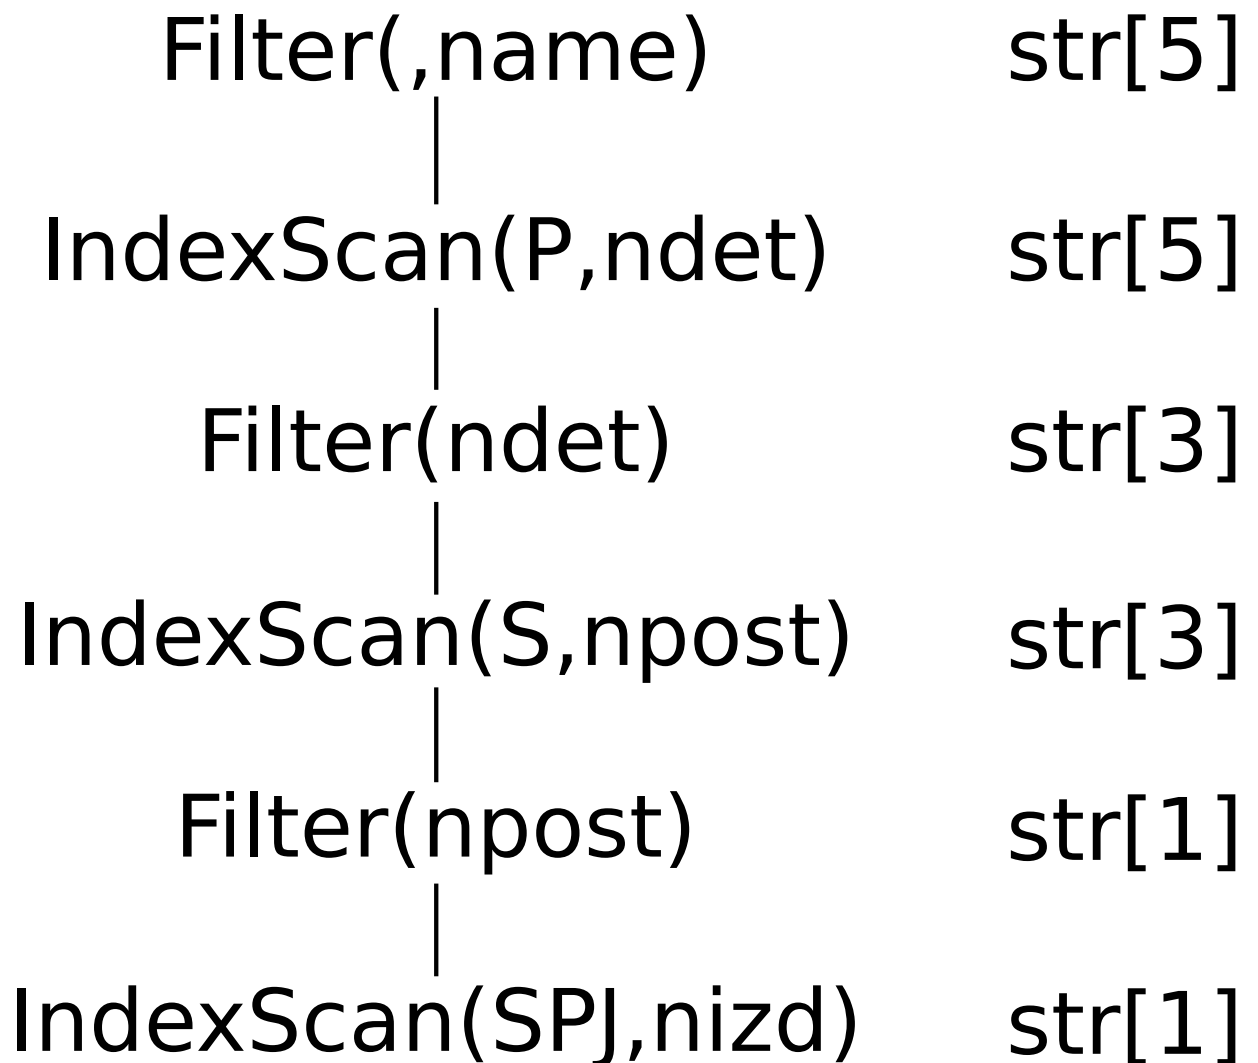 Filter(,name) str[5]
IndexScan(P,ndet) str[5]
Filter(ndet) str[3]
IndexScan(S,npost) str[3]
Filter(npost) str[1]
IndexScan(SPJ,nizd) str[1]